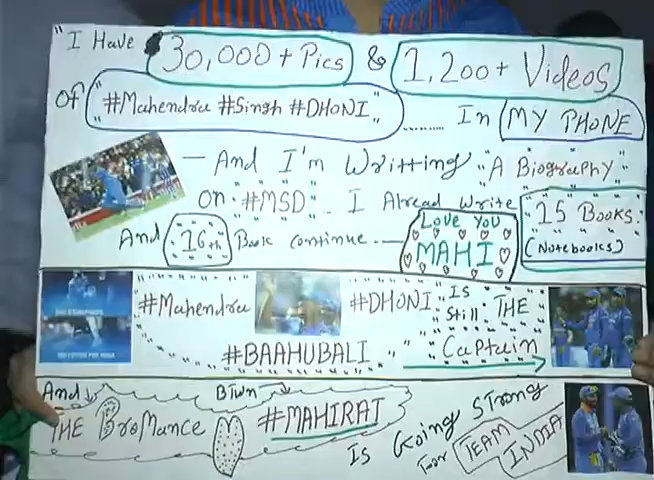 "I Have 30,000+ Pics & 1,200+ Videos
Of "#Mahendra #Singh #DHONI" ........ In MY PHONE
— And I'm Writting "A Biography"
on "#MSD".. I Alread write 15 Books.
(Notebooks)
And 16th Book continue ---
Love You
MAHI
#Mahendra #DHONI Is Still THE
#BAAHUBALI " Captain
And
THE BroMance Btwn #MAHIRAT
Is Going Strong
For TEAM INDIA